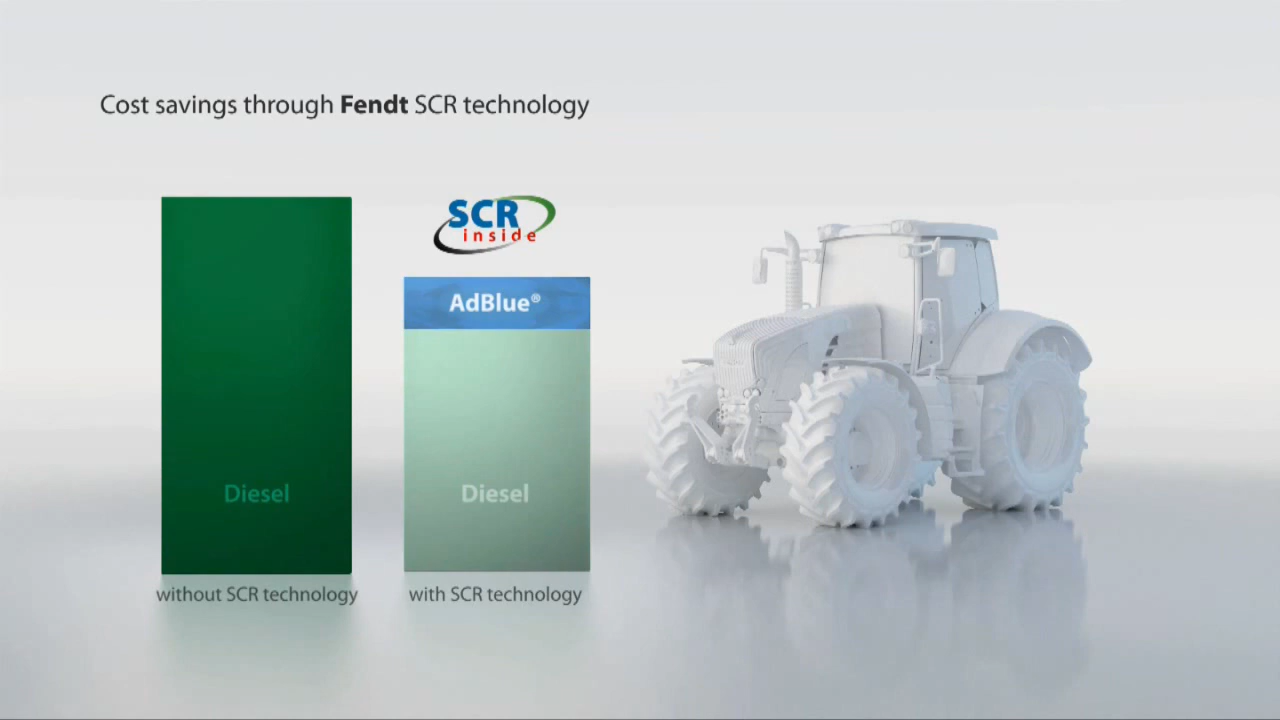 Cost savings through Fendt SCR technology
SCR
inside
AdBlue®
Diesel
Diesel
without SCR technology
with SCR technology